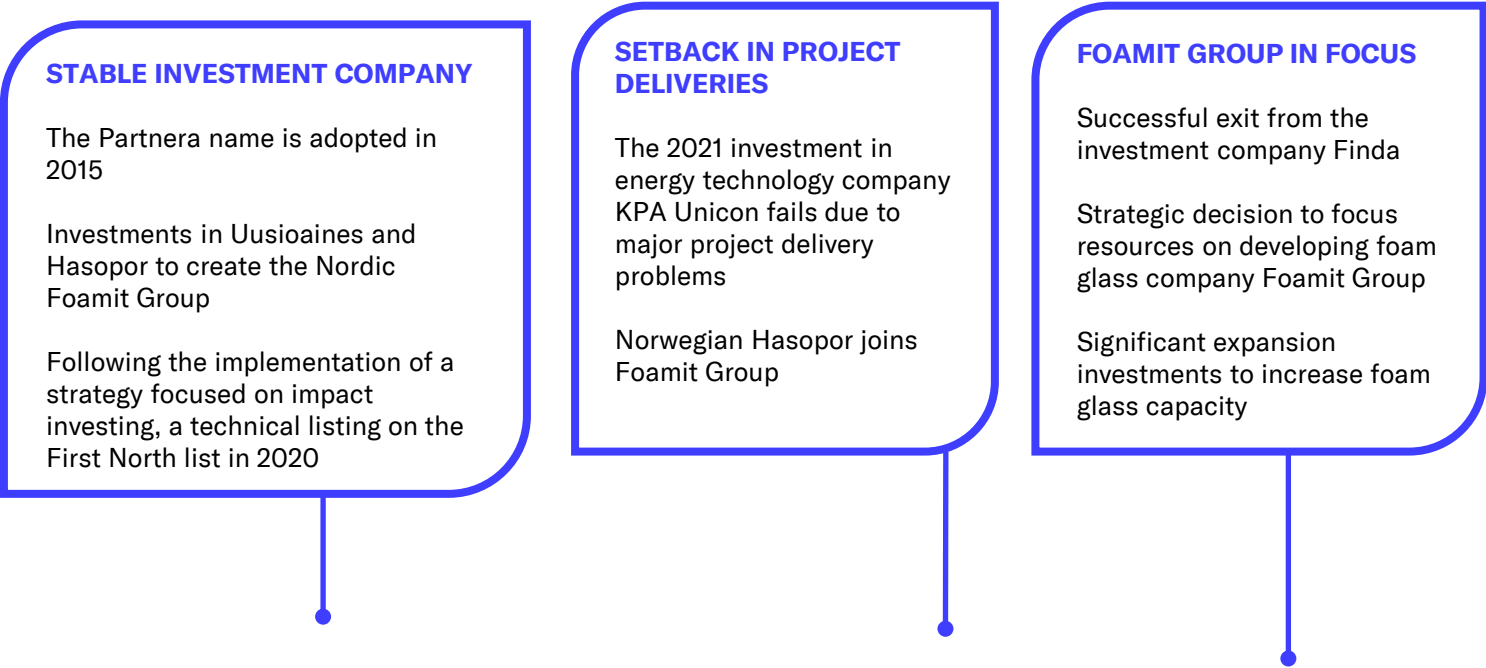 STABLE INVESTMENT COMPANY
The Partnera name is adopted in
2015
Investments in Uusioaines and
Hasopor to create the Nordic
Foamit Group
Following the implementation of a
strategy focused on impact
investing, a technical listing on the
First North list in 2020
SETBACK IN PROJECT
DELIVERIES
The 2021 investment in
energy technology company
KPA Unicon fails due to
major project delivery
problems
Norwegian Hasopor joins
Foamit Group
FOAMIT GROUP IN FOCUS
Successful exit from the
investment company Finda
Strategic decision to focus
resources on developing foam
glass company Foamit Group
Significant expansion
investments to increase foam
glass capacity